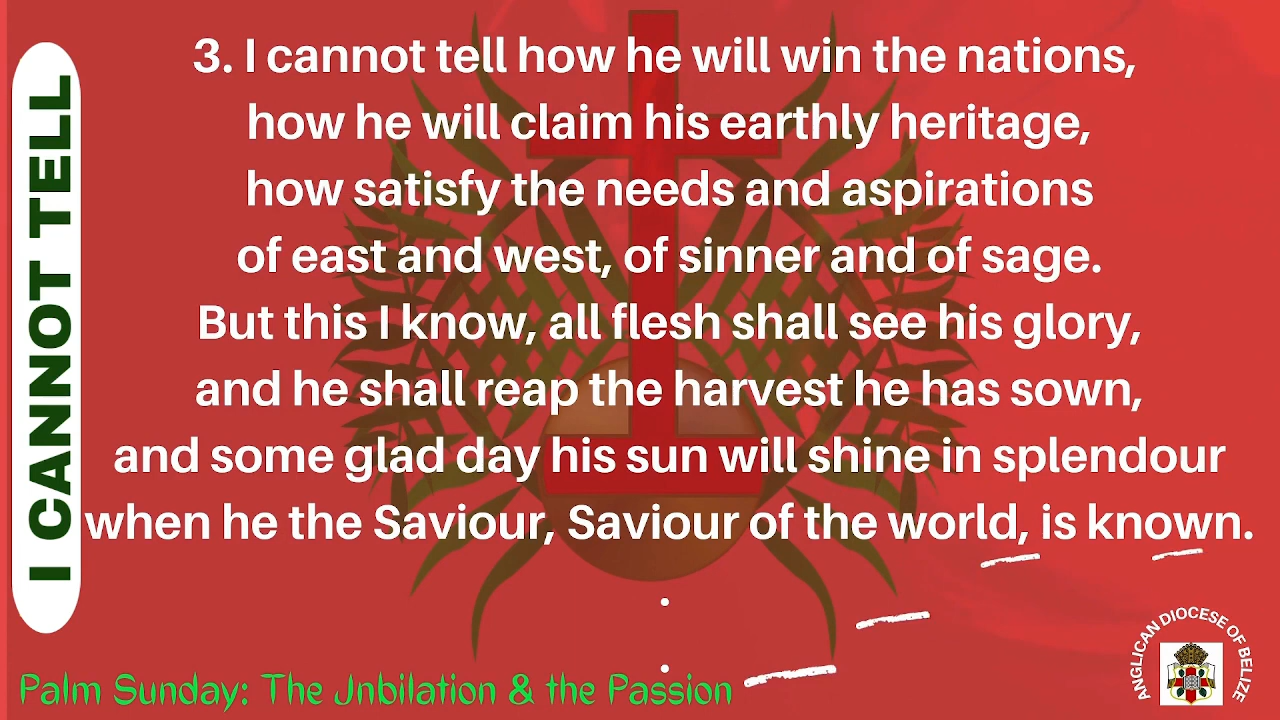 I CANNOT TELL
3. I cannot tell how he will win the nations,
how he will claim his earthly heritage,
how satisfy the needs and aspirations
of east and west, of sinner and of sage.
But this I know, all flesh shall see his glory,
and he shall reap the harvest he has sown,
and some glad day his sun will shine in splendour
when he the Saviour, Saviour of the world, is known.
.
.
Palm Sunday: The Jnbilation & the Passion
ANGLICAN DIOCESE OF BELIZE